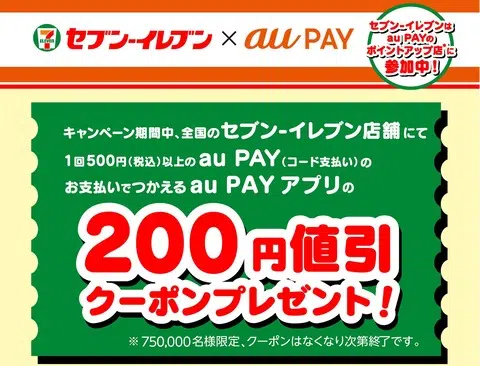 7 ELEVEN セブン-イレブン × au PAY
セブン-イレブンは
au PAYの
ポイントアップ店*に
参加中!
キャンペーン期間中、全国のセブン-イレブン店舗にて
1回500円(税込)以上のau PAY(コード支払い)の
お支払いでつかえるau PAY アプリの
200円値引
クーポンプレゼント!
※750,000名様限定、クーポンはなくなり次第終了です。